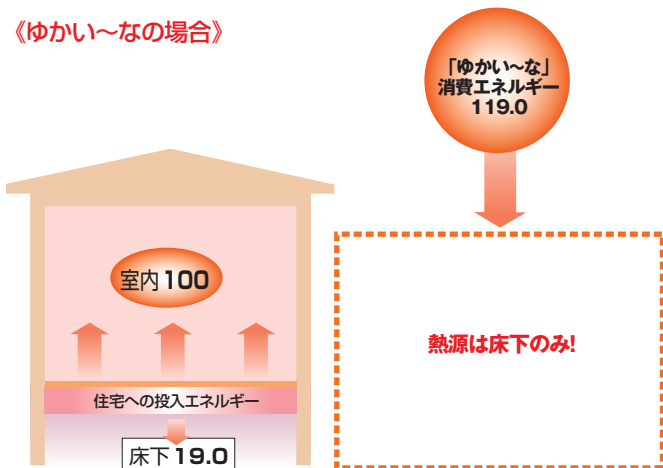 《ゆかい～なの場合》
「ゆかい～な」
消費エネルギー
119.0
室内100
熱源は床下のみ!
住宅への投入エネルギー
床下19.0